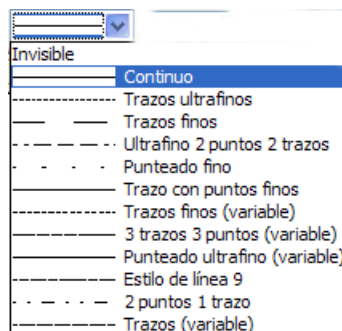 Invisible
Continuo
Trazos ultrafinos
Trazos finos
Ultrafino 2 puntos 2 trazos
Punteado fino
Trazo con puntos finos
Trazos finos (variable)
3 trazos 3 puntos (variable)
Punteado ultrafino (variable)
Estilo de línea 9
2 puntos 1 trazo
Trazos (variable)